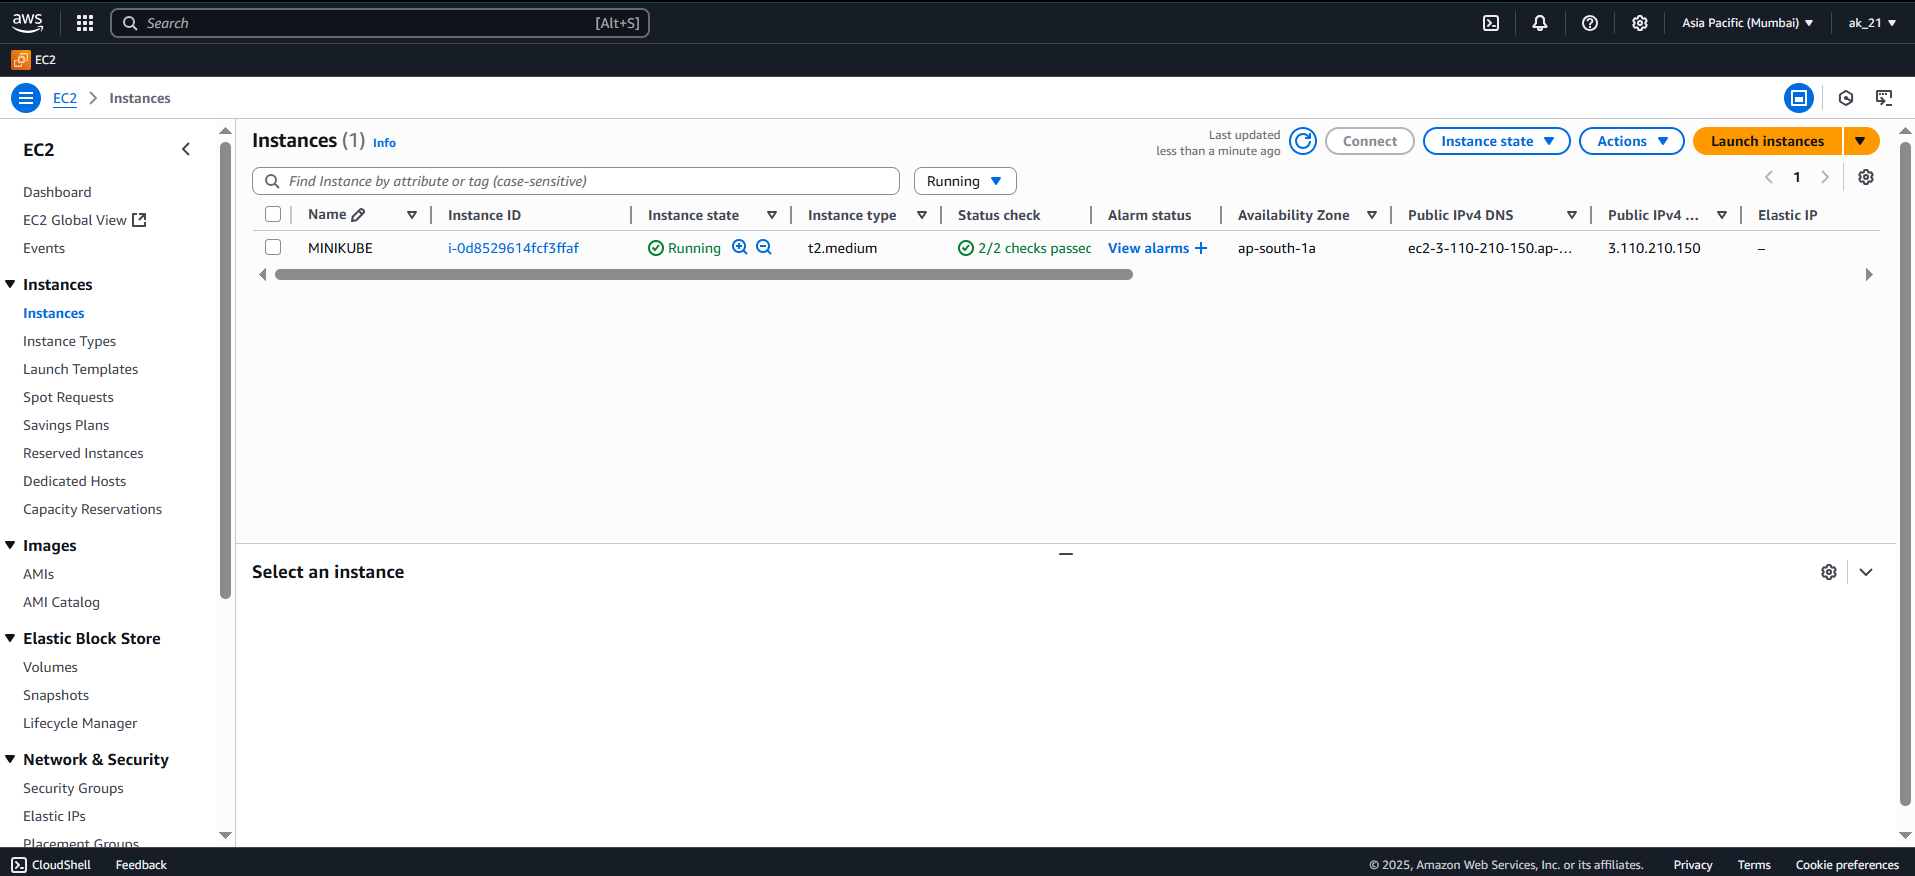 aws
Search [Alt+S]
Asia Pacific (Mumbai)
ak_21
EC2
EC2 Instances
EC2
Dashboard
EC2 Global View
Events
Instances
Instances
Instance Types
Launch Templates
Spot Requests
Savings Plans
Reserved Instances
Dedicated Hosts
Capacity Reservations
Images
AMIs
AMI Catalog
Elastic Block Store
Volumes
Snapshots
Lifecycle Manager
Network & Security
Security Groups
Elastic IPs
Placement Groups
Instances (1) Info
Last updated
less than a minute ago
Connect
Instance state
Actions
Launch instances
Find Instance by attribute or tag (case-sensitive)
Running
1
Name Instance ID Instance state Instance type Status check Alarm status Availability Zone Public IPv4 DNS Public IPv4 ... Elastic IP
MINIKUBE i-0d8529614fcf3ffaf Running t2.medium 2/2 checks passec View alarms + ap-south-1a ec2-3-110-210-150.ap-... 3.110.210.150 –
Select an instance
CloudShell Feedback © 2025, Amazon Web Services, Inc. or its affiliates. Privacy Terms Cookie preferences